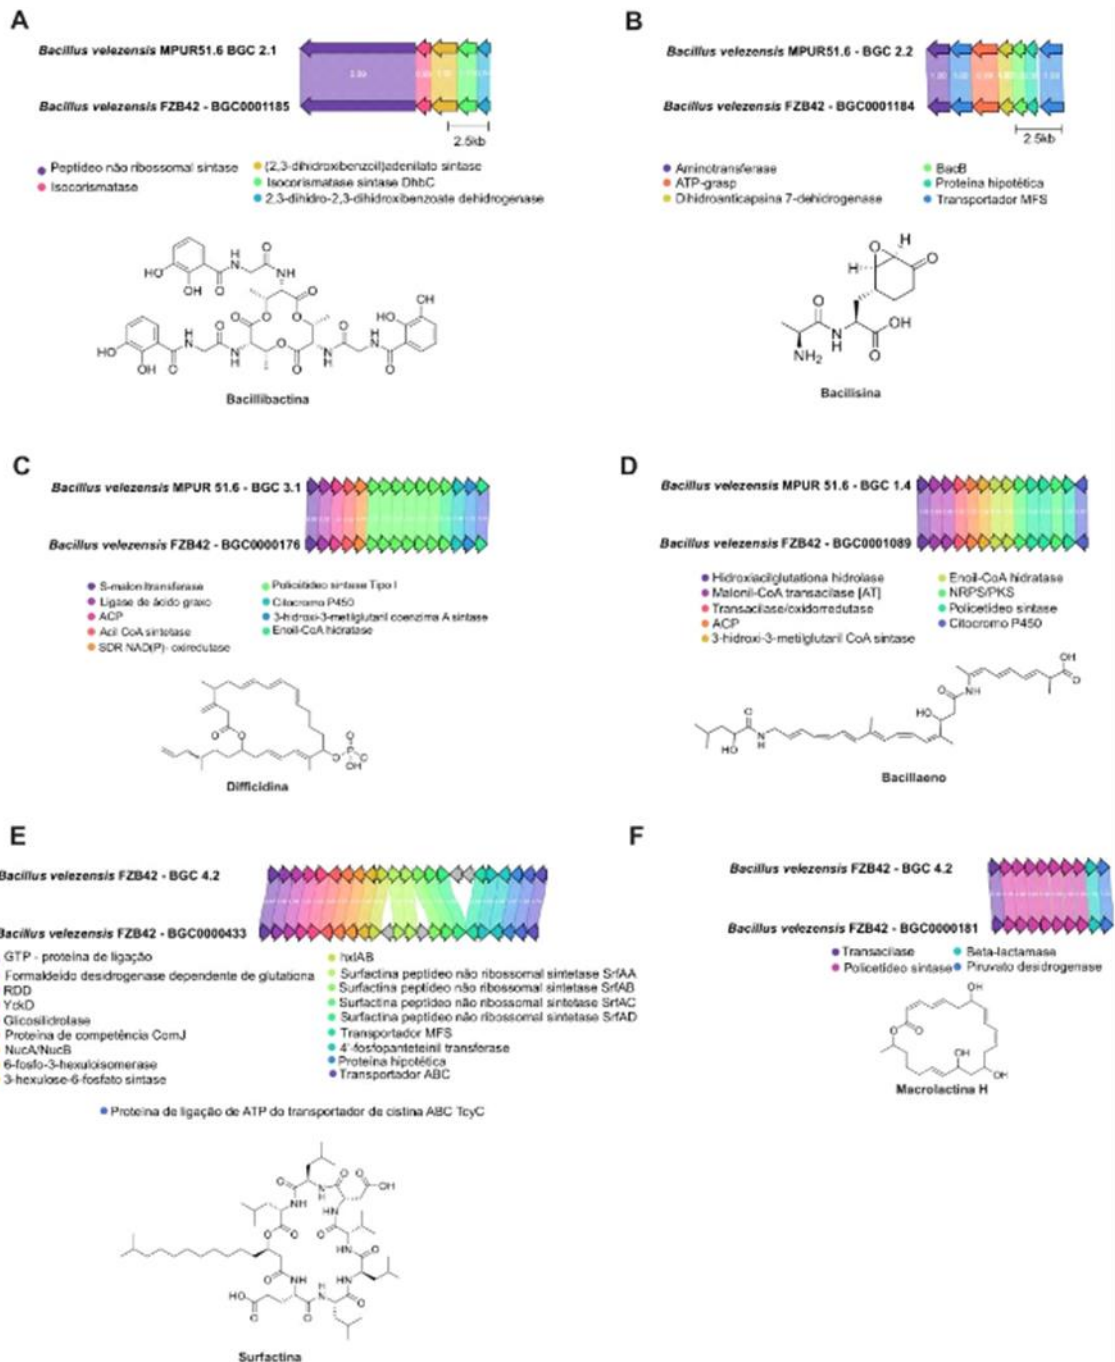 A
Bacillus velezensis MPUR51.6 BGC 2.1
Bacillus velezensis FZB42 - BGC0001185
2.5kb
Peptídeo não ribossomal sintase
Isocorismatase
(2,3-dihidroxibenzoil)adenilato sintase
Isocorismatase sintase DhbC
2,3-dihidro-2,3-dihidroxibenzoate dehidrogenase
Bacillibactina
B
Bacillus velezensis MPUR51.6 - BGC 2.2
Bacillus velezensis FZB42 - BGC0001184
2.5kb
Aminotransferase
ATP-grasp
Dihidroanticapsina 7-dehidrogenase
BacB
Proteína hipotética
Transportador MFS
Bacilisina
C
Bacillus velezensis MPUR 51.6 - BGC 3.1
Bacillus velezensis FZB42 - BGC0000176
S-malonitransferase
Ligase de ácido graxo
ACP
Acil CoA sintetase
SDR NAD(P)- oxiredutase
Policitídeo sintase Tipo I
Citocromo P450
3-hidroxi-3-metilglutaril coenzima A sintase
Enoil-CoA hidratase
Difficidina
D
Bacillus velezensis MPUR 51.6 - BGC 1.4
Bacillus velezensis FZB42 - BGC0001089
Hidroxiacilglutationa hidrolase
Malonil-CoA transacilase [AT]
Transacilase/oxidorredutase
ACP
3-hidroxi-3-metilglutaril CoA sintase
Enoil-CoA hidratase
NRPS/PKS
Policetídeo sintase
Citocromo P450
Bacillaeno
E
Bacillus velezensis FZB42 - BGC 4.2
Bacillus velezensis FZB42 - BGC0000433
GTP - proteína de ligação
Formaldeído desidrogenase dependente de glutationa
RDD
YckD
Glicosilidrolase
Proteína de competência ComJ
NucA/NucB
6-fosfo-3-hexuloisomerase
3-hexulose-6-fosfato sintase
hxlAB
Surfactina peptídeo não ribossomal sintetase SrfAA
Surfactina peptídeo não ribossomal sintetase SrfAB
Surfactina peptídeo não ribossomal sintetase SrfAC
Surfactina peptídeo não ribossomal sintetase SrfAD
Transportador MFS
4'-fosfopanteteinil transferase
Proteína hipotética
Transportador ABC
Proteína de ligação de ATP do transportador de cistina ABC TcyC
Surfactina
F
Bacillus velezensis FZB42 - BGC 4.2
Bacillus velezensis FZB42 - BGC0000181
Transacilase
Policetídeo sintase
Beta-lactamase
Piruvato desidrogenase
Macrolactina H